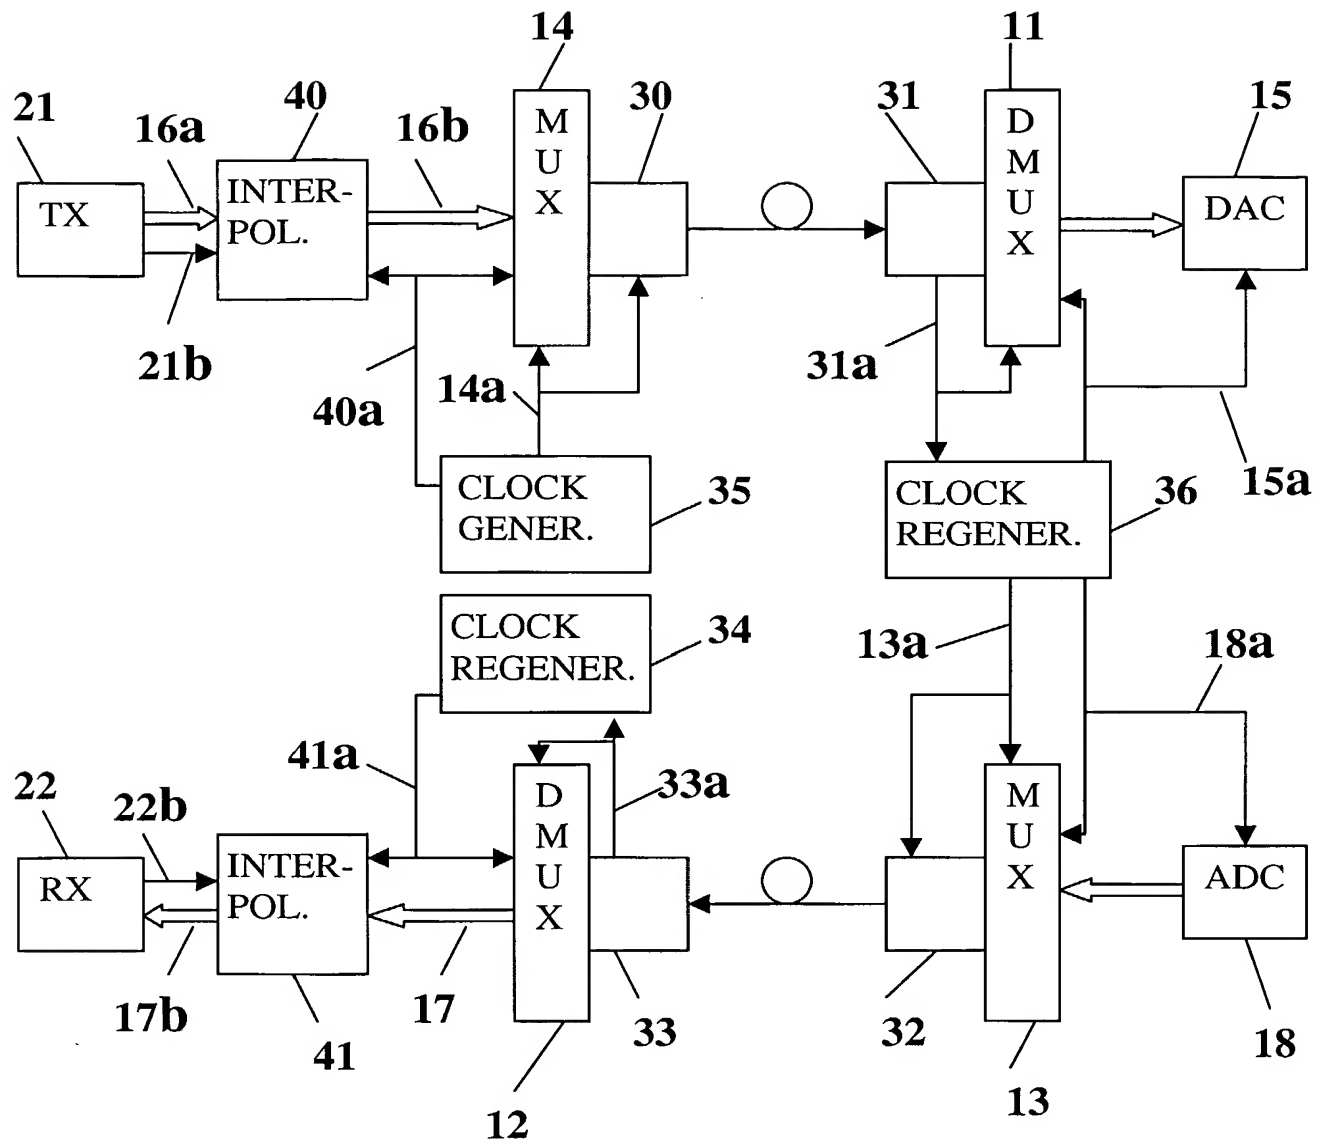 14
11
21
40
30
31
15
16a
16b
TX
INTER-
POL.
M
U
X
D
M
U
X
DAC
21b
40a
14a
31a
15a
CLOCK
GENER.
35
CLOCK
REGENER.
36
CLOCK
REGENER.
34
13a
18a
41a
33a
22
22b
RX
INTER-
POL.
D
M
U
X
M
U
X
ADC
17b
41
17
33
32
18
12
13